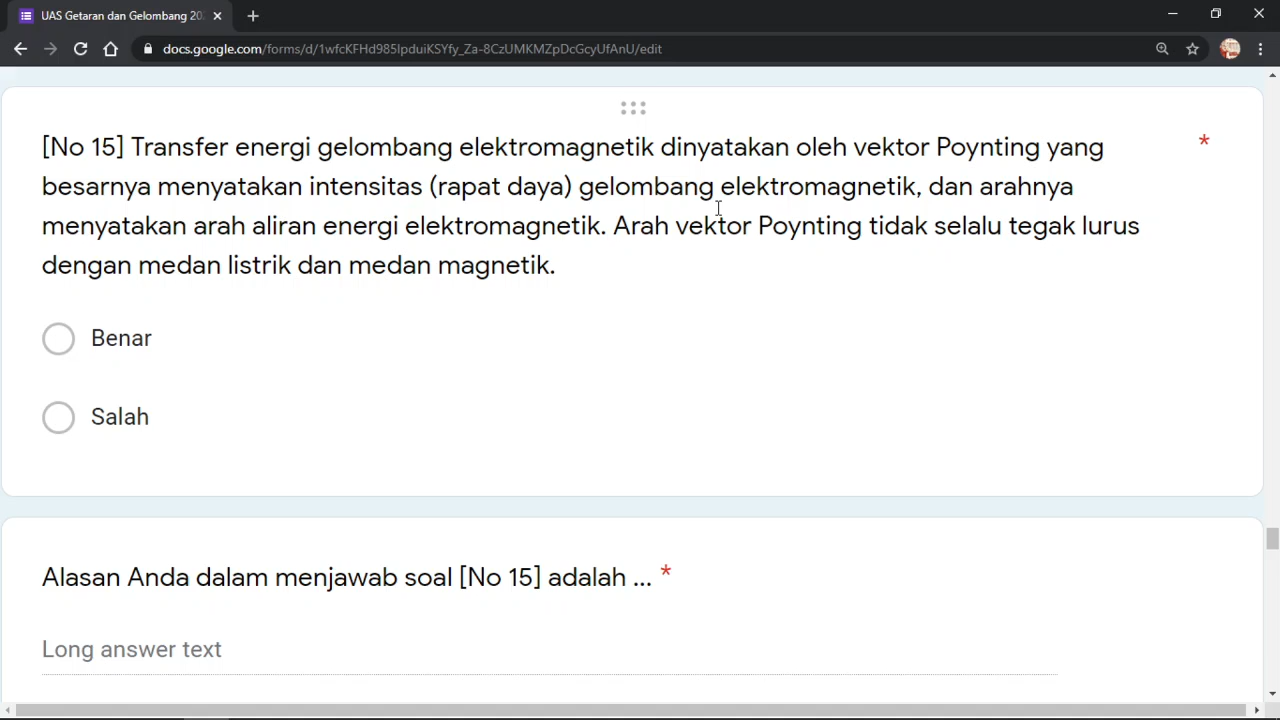 UAS Getaran dan Gelombang 20
docs.google.com/forms/d/1wfcKFHd985lpduiKSYfy_Za-8CzUMKMZpDcGcyUfAnU/edit
[No 15] Transfer energi gelombang elektromagnetik dinyatakan oleh vektor Poynting yang *
besarnya menyatakan intensitas (rapat daya) gelombang elektromagnetik, dan arahnya
menyatakan arah aliran energi elektromagnetik. Arah vektor Poynting tidak selalu tegak lurus
dengan medan listrik dan medan magnetik.
Benar
Salah
Alasan Anda dalam menjawab soal [No 15] adalah ... *
Long answer text